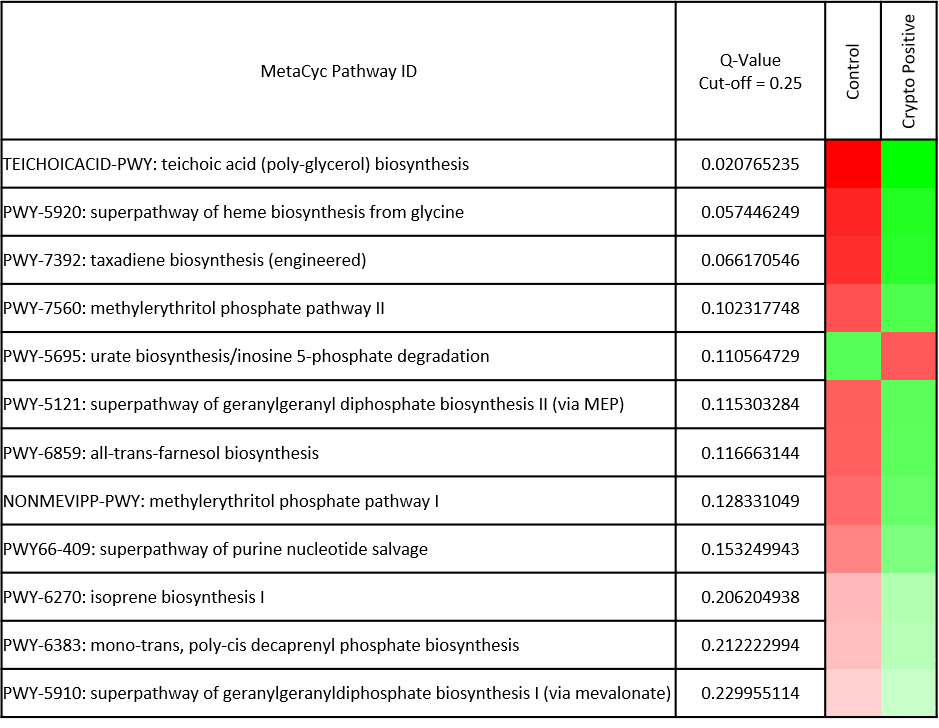 MetaCyc Pathway ID
Q-Value
Cut-off = 0.25
Control
Crypto Positive
TEICHOICACID-PWY: teichoic acid (poly-glycerol) biosynthesis
0.020765235
PWY-5920: superpathway of heme biosynthesis from glycine
0.057446249
PWY-7392: taxadiene biosynthesis (engineered)
0.066170546
PWY-7560: methylerythritol phosphate pathway II
0.102317748
PWY-5695: urate biosynthesis/inosine 5-phosphate degradation
0.110564729
PWY-5121: superpathway of geranylgeranyl diphosphate biosynthesis II (via MEP)
0.115303284
PWY-6859: all-trans-farnesol biosynthesis
0.116663144
NONMEVIPP-PWY: methylerythritol phosphate pathway I
0.128331049
PWY66-409: superpathway of purine nucleotide salvage
0.153249943
PWY-6270: isoprene biosynthesis I
0.206204938
PWY-6383: mono-trans, poly-cis decaprenyl phosphate biosynthesis
0.212222994
PWY-5910: superpathway of geranylgeranyldiphosphate biosynthesis I (via mevalonate)
0.229955114